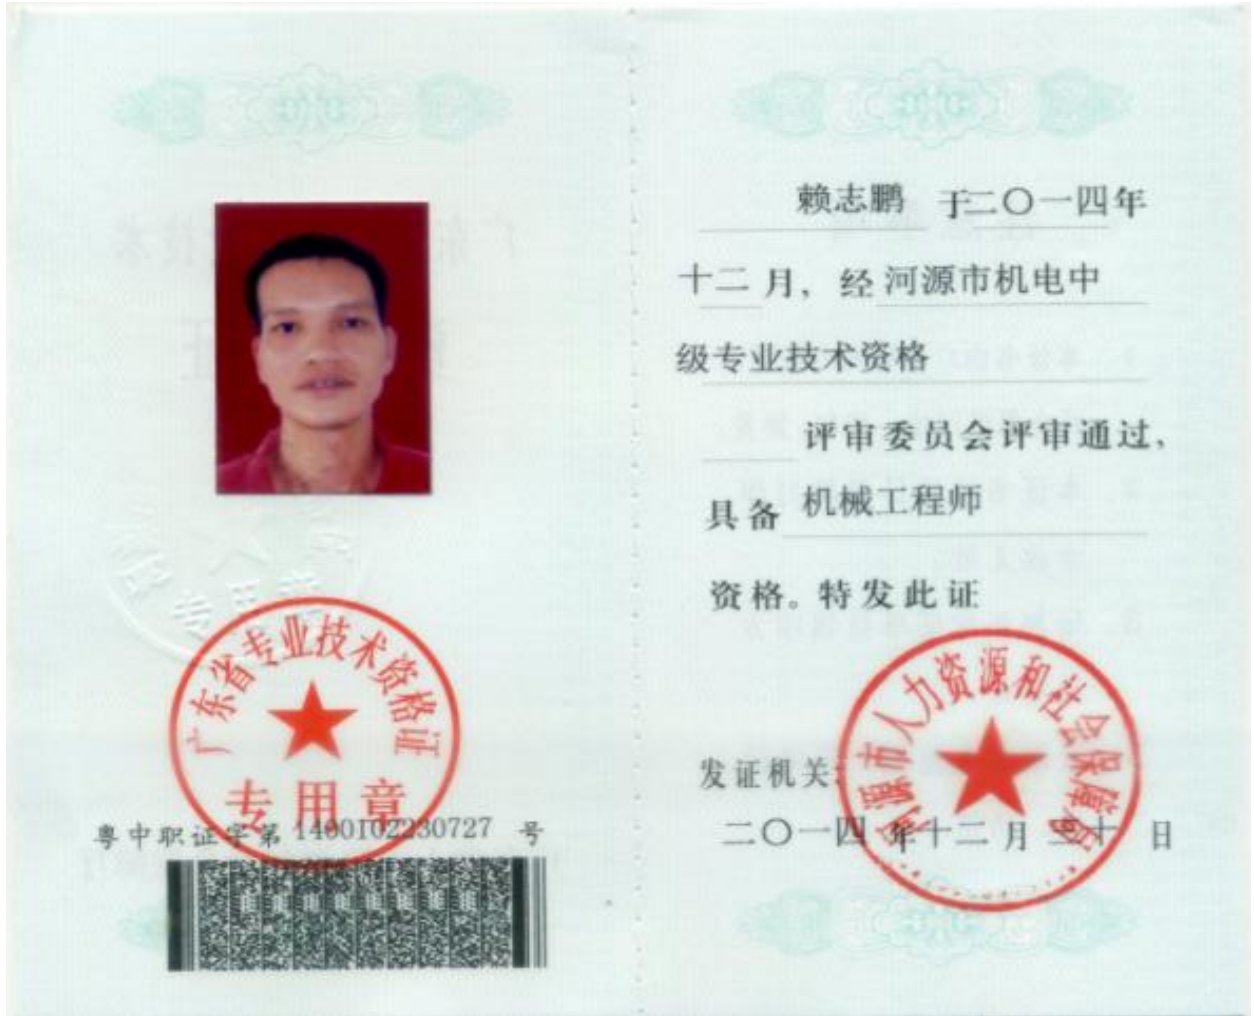 广东省专业技术资格证
专用章
粤中职证字第 1400102230727 号
赖志鹏 于二〇一四年
十二月，经河源市机电中
级专业技术资格
评审委员会评审通过，
具备 机械工程师
资格。特发此证
河源市人力资源和社会保障局
发证机关：
二〇一四年十二月 十日